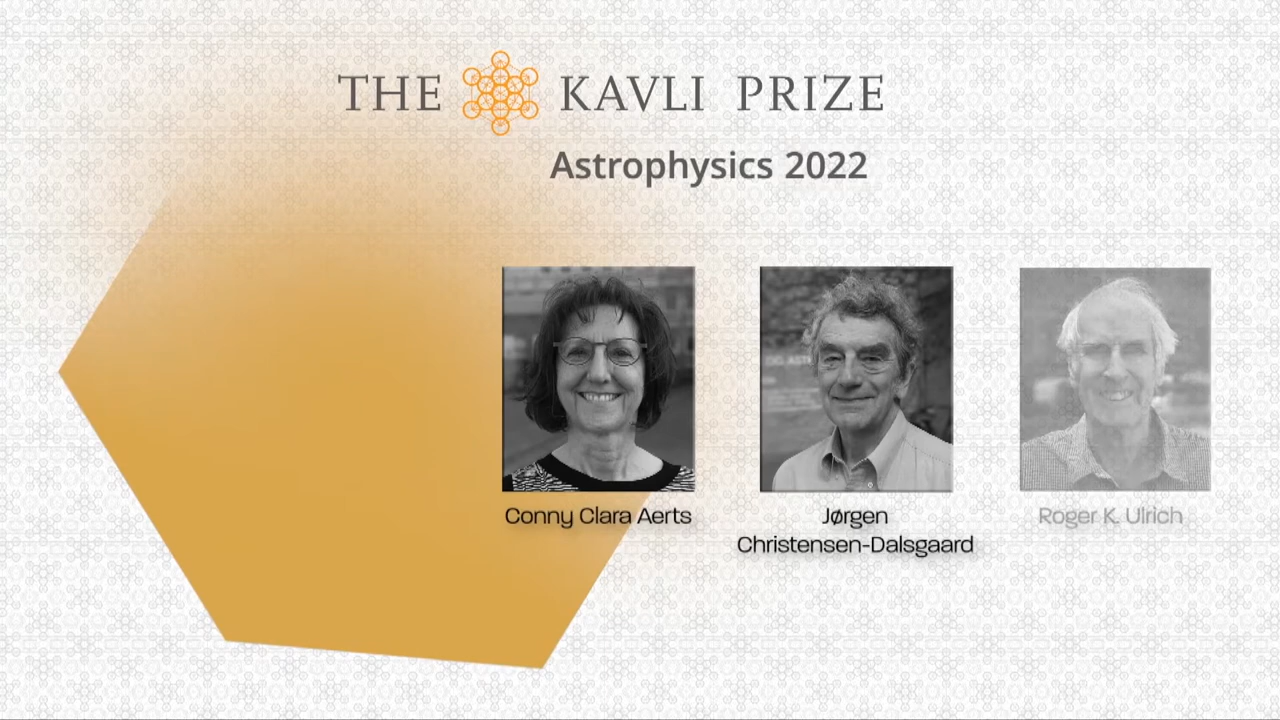 THE KAVLI PRIZE
Astrophysics 2022
Conny Clara Aerts
Jørgen
Christensen-Dalsgaard
Roger K. Ulrich